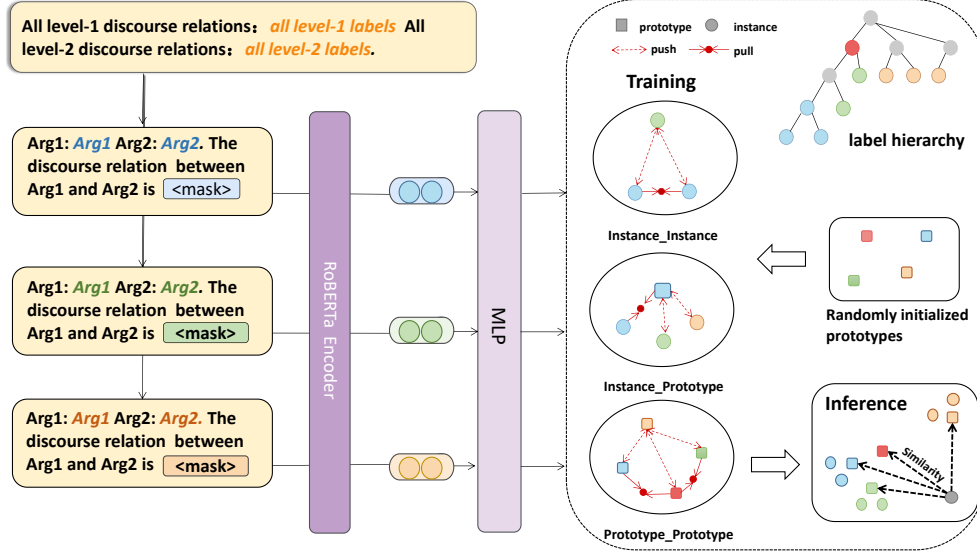 All level-1 discourse relations: all level-1 labels All
level-2 discourse relations: all level-2 labels.
Arg1: Arg1 Arg2: Arg2. The
discourse relation between
Arg1 and Arg2 is <mask>
Arg1: Arg1 Arg2: Arg2. The
discourse relation between
Arg1 and Arg2 is <mask>
Arg1: Arg1 Arg2: Arg2. The
discourse relation between
Arg1 and Arg2 is <mask>
RoBERTa Encoder
MLP
prototype
instance
push
pull
Training
label hierarchy
Instance_Instance
Randomly initialized
prototypes
Instance_Prototype
Inference
Similarity
Prototype_Prototype